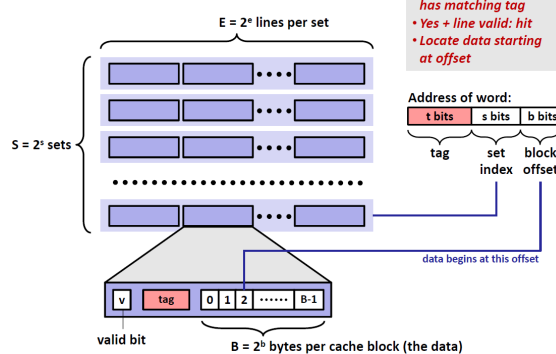 E = 2ᵉ lines per set
has matching tag
• Yes + line valid: hit
• Locate data starting
at offset
Address of word:
t bits s bits b bits
tag set index block offset
S = 2ˢ sets
data begins at this offset
v tag 0 1 2 ...... B-1
valid bit
B = 2ᵇ bytes per cache block (the data)